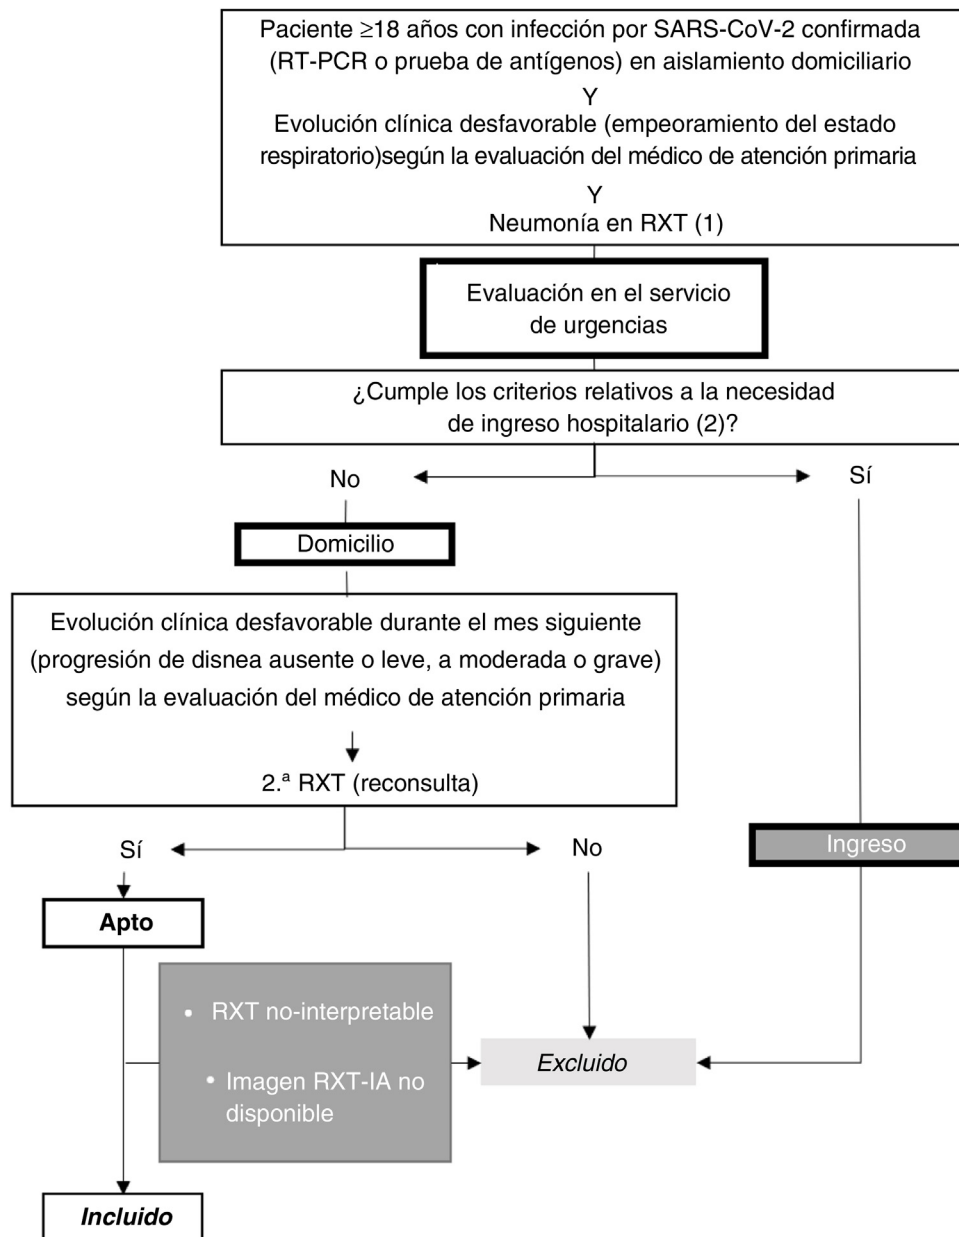 Paciente ≥18 años con infección por SARS-CoV-2 confirmada
(RT-PCR o prueba de antígenos) en aislamiento domiciliario
Y
Evolución clínica desfavorable (empeoramiento del estado
respiratorio)según la evaluación del médico de atención primaria
Y
Neumonía en RXT (1)
Evaluación en el servicio
de urgencias
¿Cumple los criterios relativos a la necesidad
de ingreso hospitalario (2)?
No
Sí
Domicilio
Evolución clínica desfavorable durante el mes siguiente
(progresión de disnea ausente o leve, a moderada o grave)
según la evaluación del médico de atención primaria
2.ª RXT (reconsulta)
Ingreso
Sí
No
Apto
• RXT no-interpretable
• Imagen RXT-IA no
disponible
Excluido
Incluido